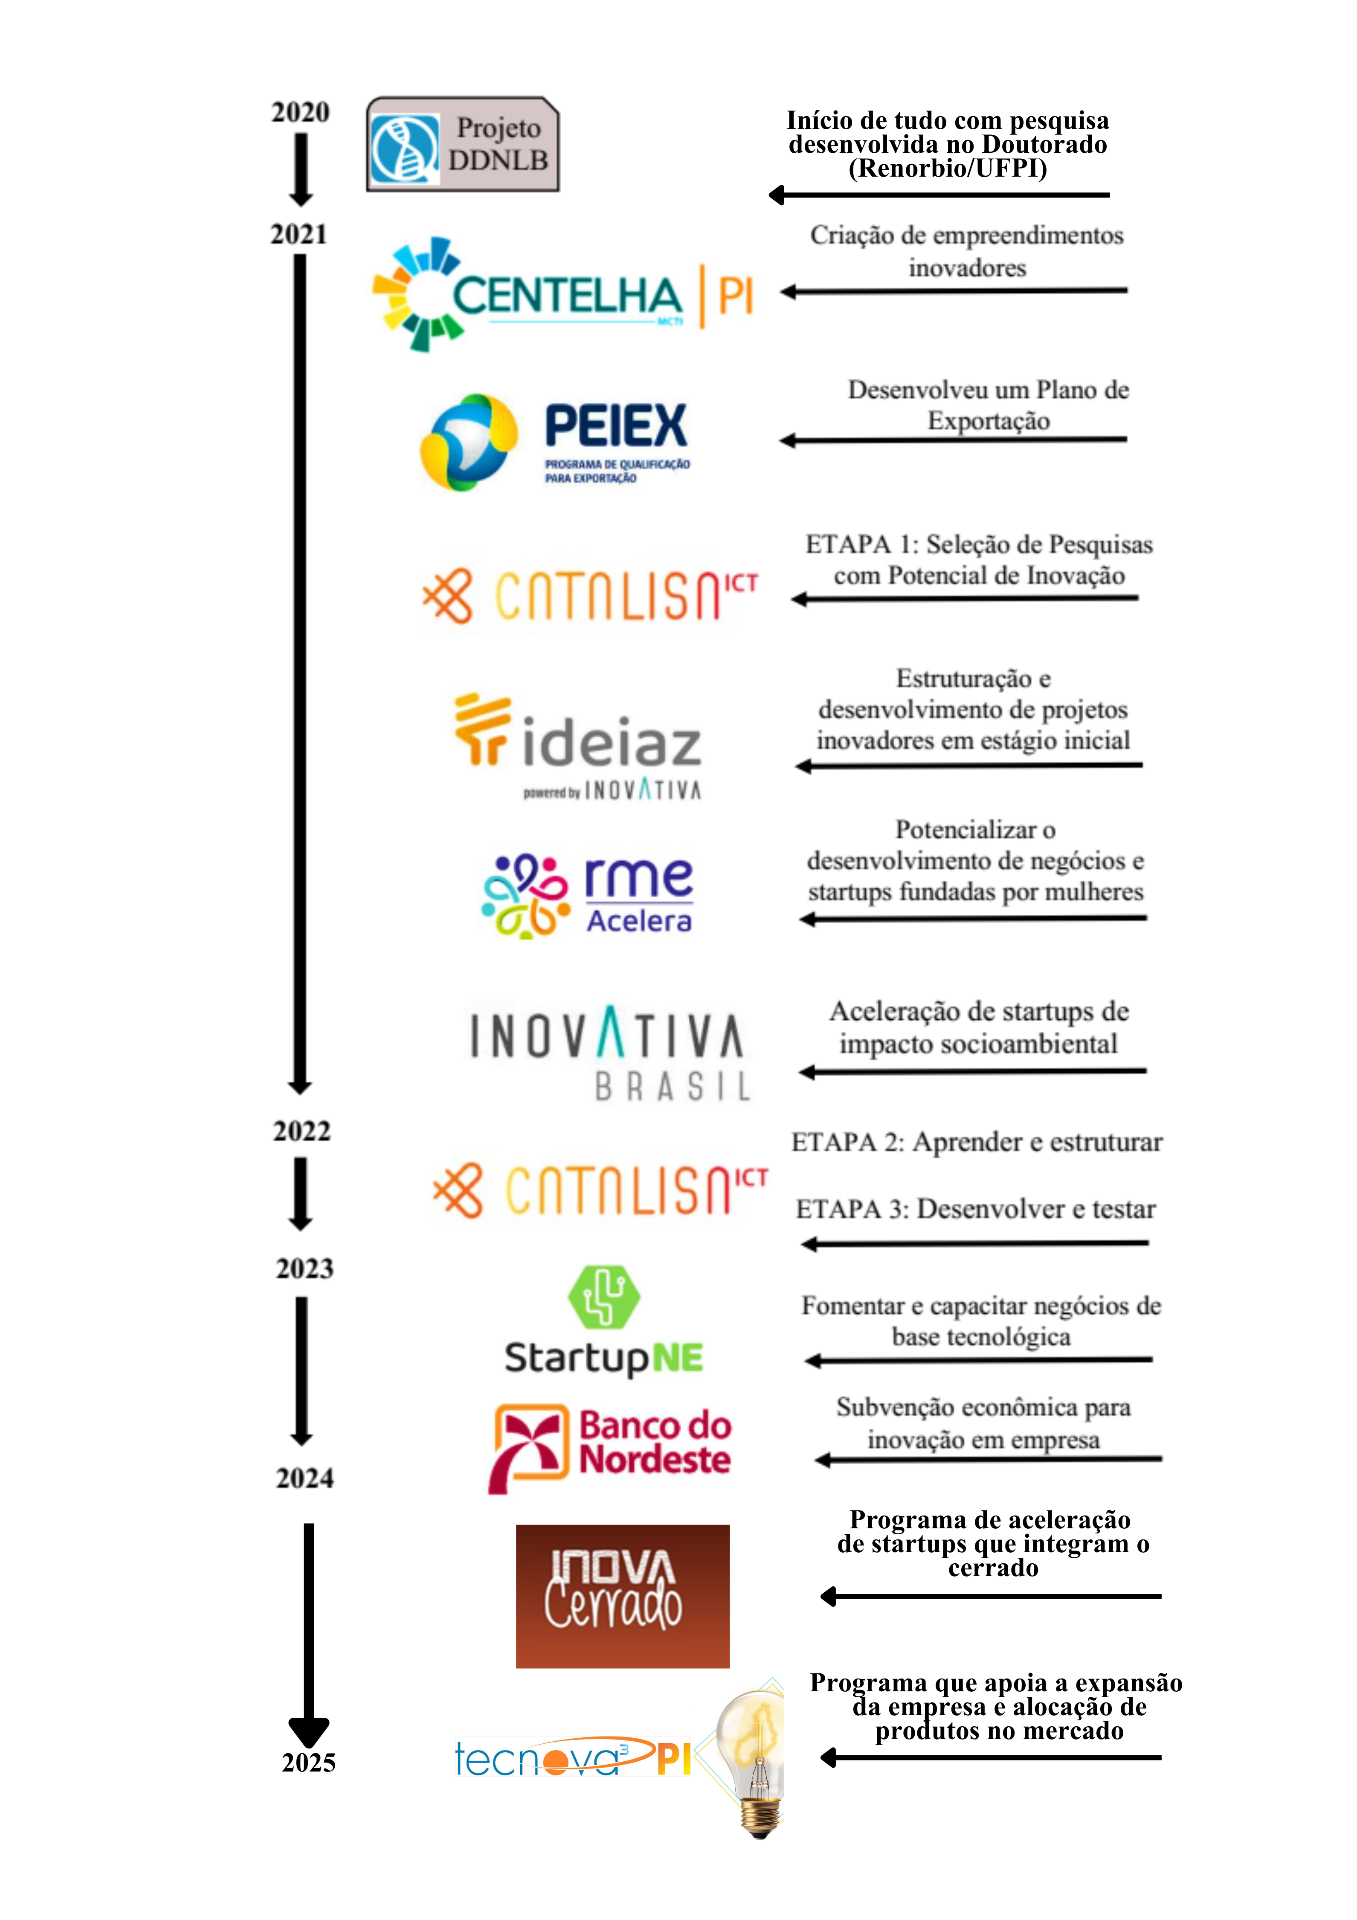 2020
Projeto
DDNLB
Início de tudo com pesquisa
desenvolvida no Doutorado
(Renorbio/UFPI)
2021
CENTELHA | PI
MCTI
Criação de empreendimentos
inovadores
PEIEX
PROGRAMA DE QUALIFICAÇÃO
PARA EXPORTAÇÃO
Desenvolveu um Plano de
Exportação
CATALISA ICT
ETAPA 1: Seleção de Pesquisas
com Potencial de Inovação
ideiaz
powered by INOVATIVA
Estruturação e
desenvolvimento de projetos
inovadores em estágio inicial
rme
Acelera
Potencializar o
desenvolvimento de negócios e
startups fundadas por mulheres
INOVATIVA
BRASIL
Aceleração de startups de
impacto socioambiental
2022
CATALISA ICT
ETAPA 2: Aprender e estruturar
ETAPA 3: Desenvolver e testar
2023
StartupNE
Fomentar e capacitar negócios de
base tecnológica
Banco do
Nordeste
Subvenção econômica para
inovação em empresa
2024
INOVA
Cerrado
Programa de aceleração
de startups que integram o
cerrado
2025
tecnova3 PI
Programa que apoia a expansão
da empresa e alocação de
produtos no mercado